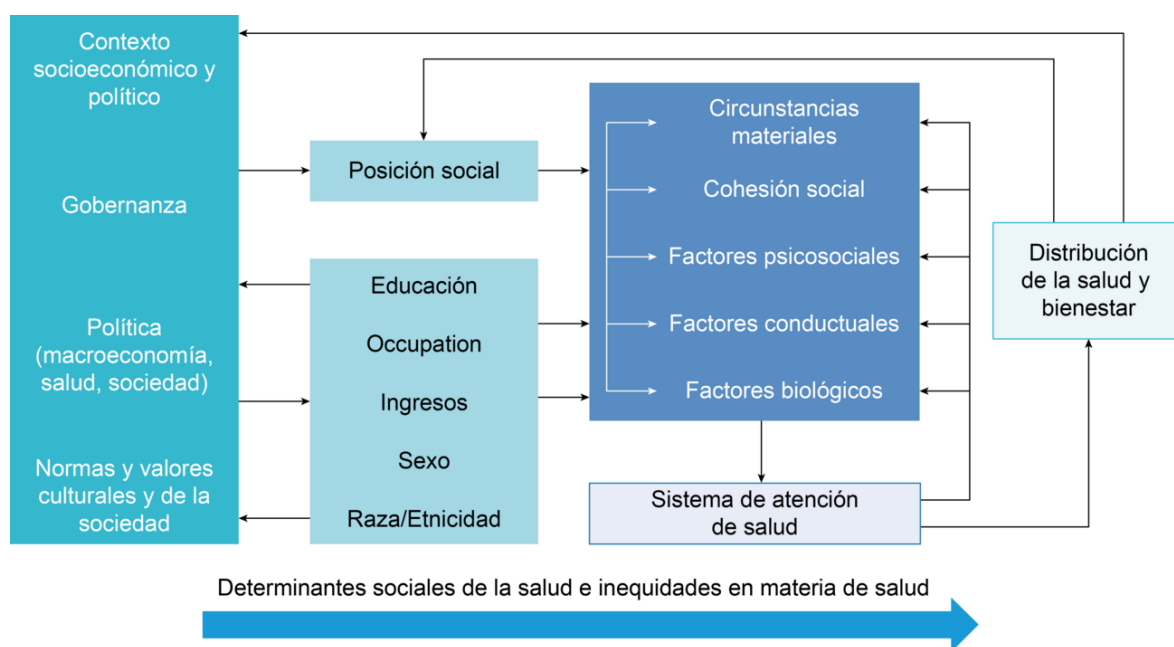 Contexto
socioeconómico y
político
Gobernanza
Política
(macroeconomía,
salud, sociedad)
Normas y valores
culturales y de la
sociedad
Posición social
Educación
Occupation
Ingresos
Sexo
Raza/Etnicidad
Circunstancias
materiales
Cohesión social
Factores psicosociales
Factores conductuales
Factores biológicos
Sistema de atención
de salud
Distribución
de la salud y
bienestar
Determinantes sociales de la salud e inequidades en materia de salud